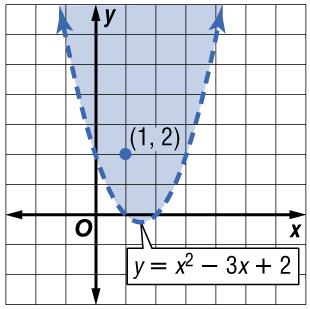 y
(1, 2)
O
x
y = x² − 3x + 2